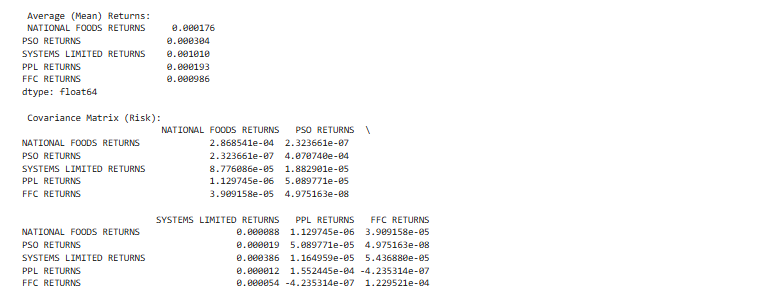 Average (Mean) Returns:
NATIONAL FOODS RETURNS 0.000176
PSO RETURNS 0.000304
SYSTEMS LIMITED RETURNS 0.001010
PPL RETURNS 0.000193
FFC RETURNS 0.000986
dtype: float64
Covariance Matrix (Risk):
NATIONAL FOODS RETURNS PSO RETURNS \
NATIONAL FOODS RETURNS 2.868541e-04 2.323661e-07
PSO RETURNS 2.323661e-07 4.070740e-04
SYSTEMS LIMITED RETURNS 8.776086e-05 1.882901e-05
PPL RETURNS 1.129745e-06 5.089771e-05
FFC RETURNS 3.909158e-05 4.975163e-08
SYSTEMS LIMITED RETURNS PPL RETURNS FFC RETURNS
NATIONAL FOODS RETURNS 0.000088 1.129745e-06 3.909158e-05
PSO RETURNS 0.000019 5.089771e-05 4.975163e-08
SYSTEMS LIMITED RETURNS 0.000386 1.164959e-05 5.436880e-05
PPL RETURNS 0.000012 1.552445e-04 -4.235314e-07
FFC RETURNS 0.000054 -4.235314e-07 1.229521e-04